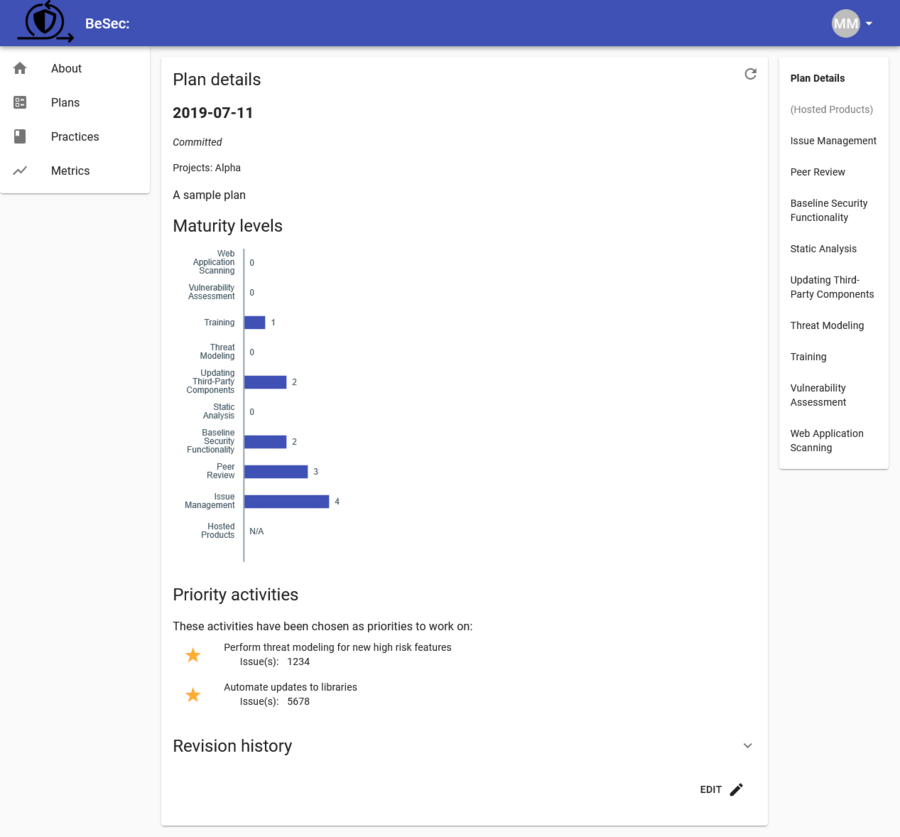 BeSec:
MM
About
Plans
Practices
Metrics
Plan details
2019-07-11
Committed
Projects: Alpha
A sample plan
Maturity levels
Web
Application
Scanning
0
Vulnerability
Assessment
0
Training
1
Threat
Modeling
0
Updating
Third-Party
Components
2
Static
Analysis
0
Baseline
Security
Functionality
2
Peer
Review
3
Issue
Management
4
Hosted
Products
N/A
Priority activities
These activities have been chosen as priorities to work on:
Perform threat modeling for new high risk features
Issue(s): 1234
Automate updates to libraries
Issue(s): 5678
Revision history
EDIT
Plan Details
(Hosted Products)
Issue Management
Peer Review
Baseline Security
Functionality
Static Analysis
Updating Third-
Party Components
Threat Modeling
Training
Vulnerability
Assessment
Web Application
Scanning